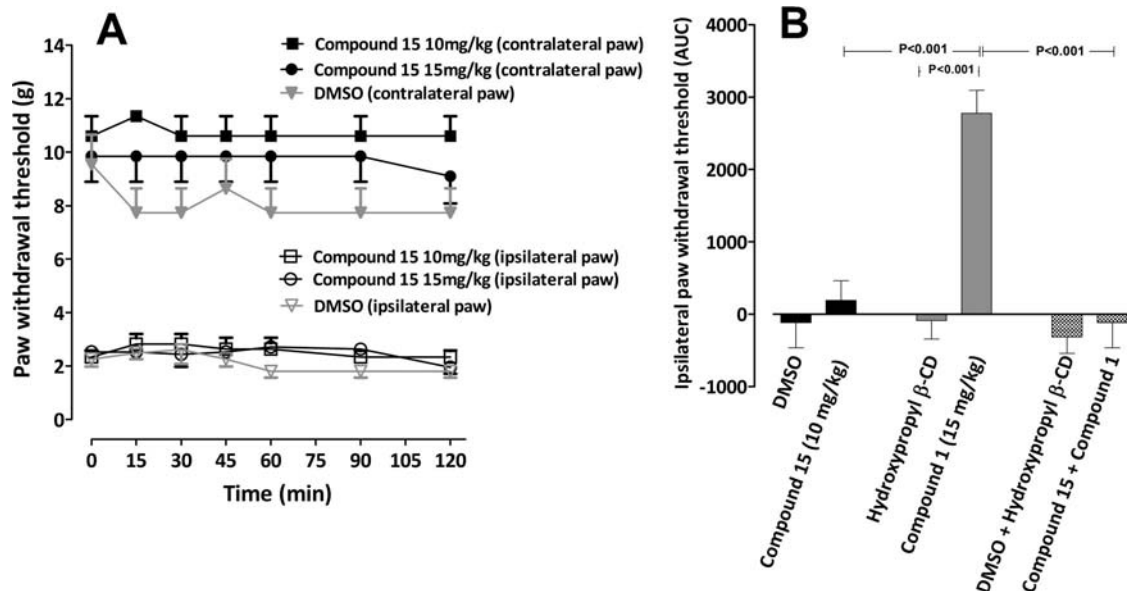 A
Compound 15 10mg/kg (contralateral paw)
Compound 15 15mg/kg (contralateral paw)
DMSO (contralateral paw)
Compound 15 10mg/kg (ipsilateral paw)
Compound 15 15mg/kg (ipsilateral paw)
DMSO (ipsilateral paw)
Paw withdrawal threshold (g)
14
12
10
8
6
4
2
0
0 15 30 45 60 75 90 105 120
Time (min)
B
P<0.001 P<0.001
P<0.001
Ipsilateral paw withdrawal threshold (AUC)
4000
3000
2000
1000
0
-1000
DMSO
Compound 15 (10 mg/kg)
Hydroxypropyl β-CD
Compound 1 (15 mg/kg)
DMSO + Hydroxypropyl β-CD
Compound 15 + Compound 1